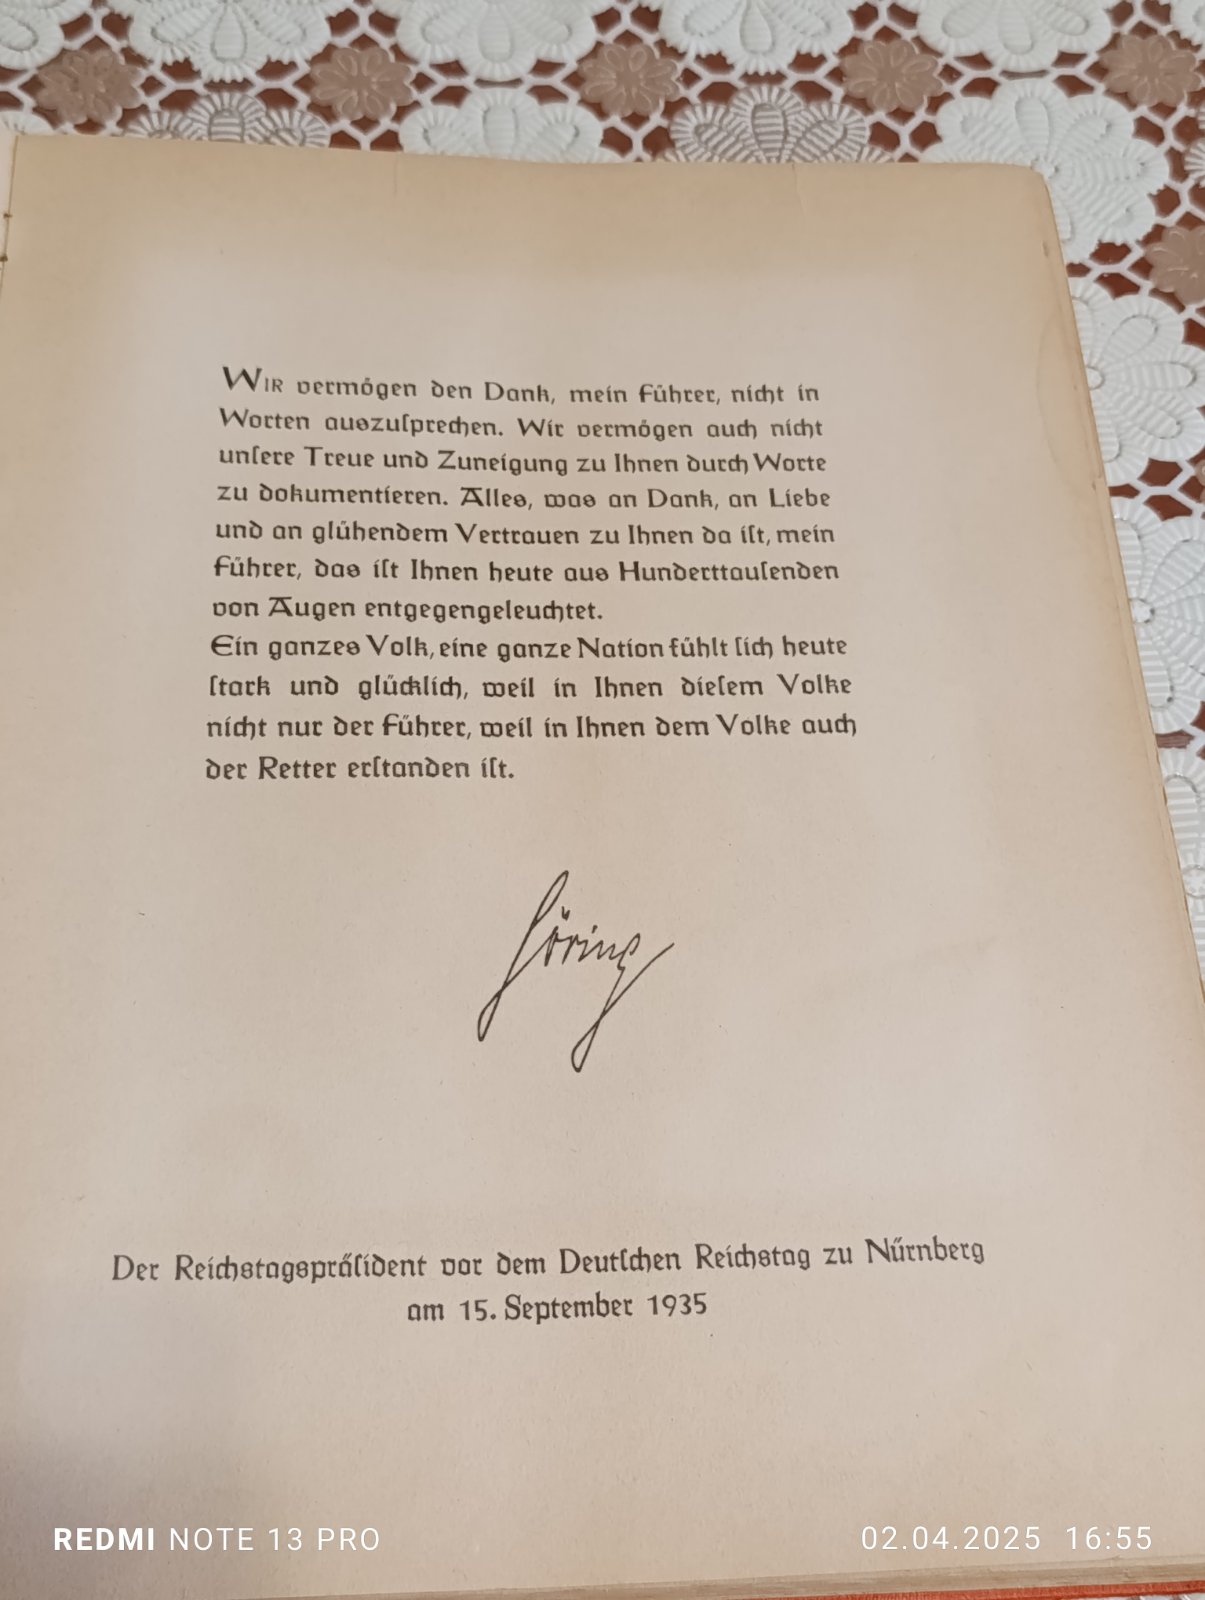 Wir vermögen den Dank, mein Führer, nicht in
Worten auszuſprechen. Wir vermögen auch nicht
unſere Treue und Zuneigung zu Ihnen durch Worte
zu dokumentieren. Alles, was an Dank, an Liebe
und an glühendem Vertrauen zu Ihnen da iſt, mein
Führer, das iſt Ihnen heute aus Hunderttauſenden
von Augen entgegengeleuchtet.
Ein ganzes Volk, eine ganze Nation fühlt ſich heute
ſtark und glücklich, weil in Ihnen dieſem Volke
nicht nur der Führer, weil in Ihnen dem Volke auch
der Retter erſtanden iſt.
Göring
Der Reichstagspräſident vor dem Deutſchen Reichstag zu Nürnberg
am 15. September 1935
REDMI NOTE 13 PRO
02.04.2025 16:55